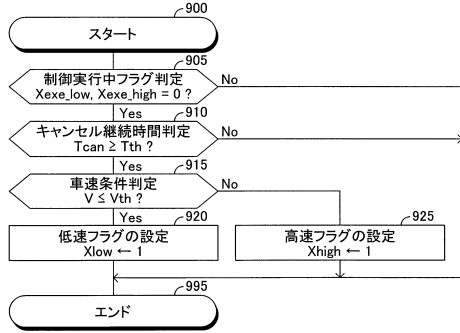 900
スタート
905
制御実行中フラグ判定
Xexe_low, Xexe_high = 0 ?
No
Yes
910
キャンセル継続時間判定
Tcan ≥ Tth ?
No
Yes
915
車速条件判定
V ≤ Vth ?
No
Yes
920
低速フラグの設定
Xlow ← 1
925
高速フラグの設定
Xhigh ← 1
995
エンド